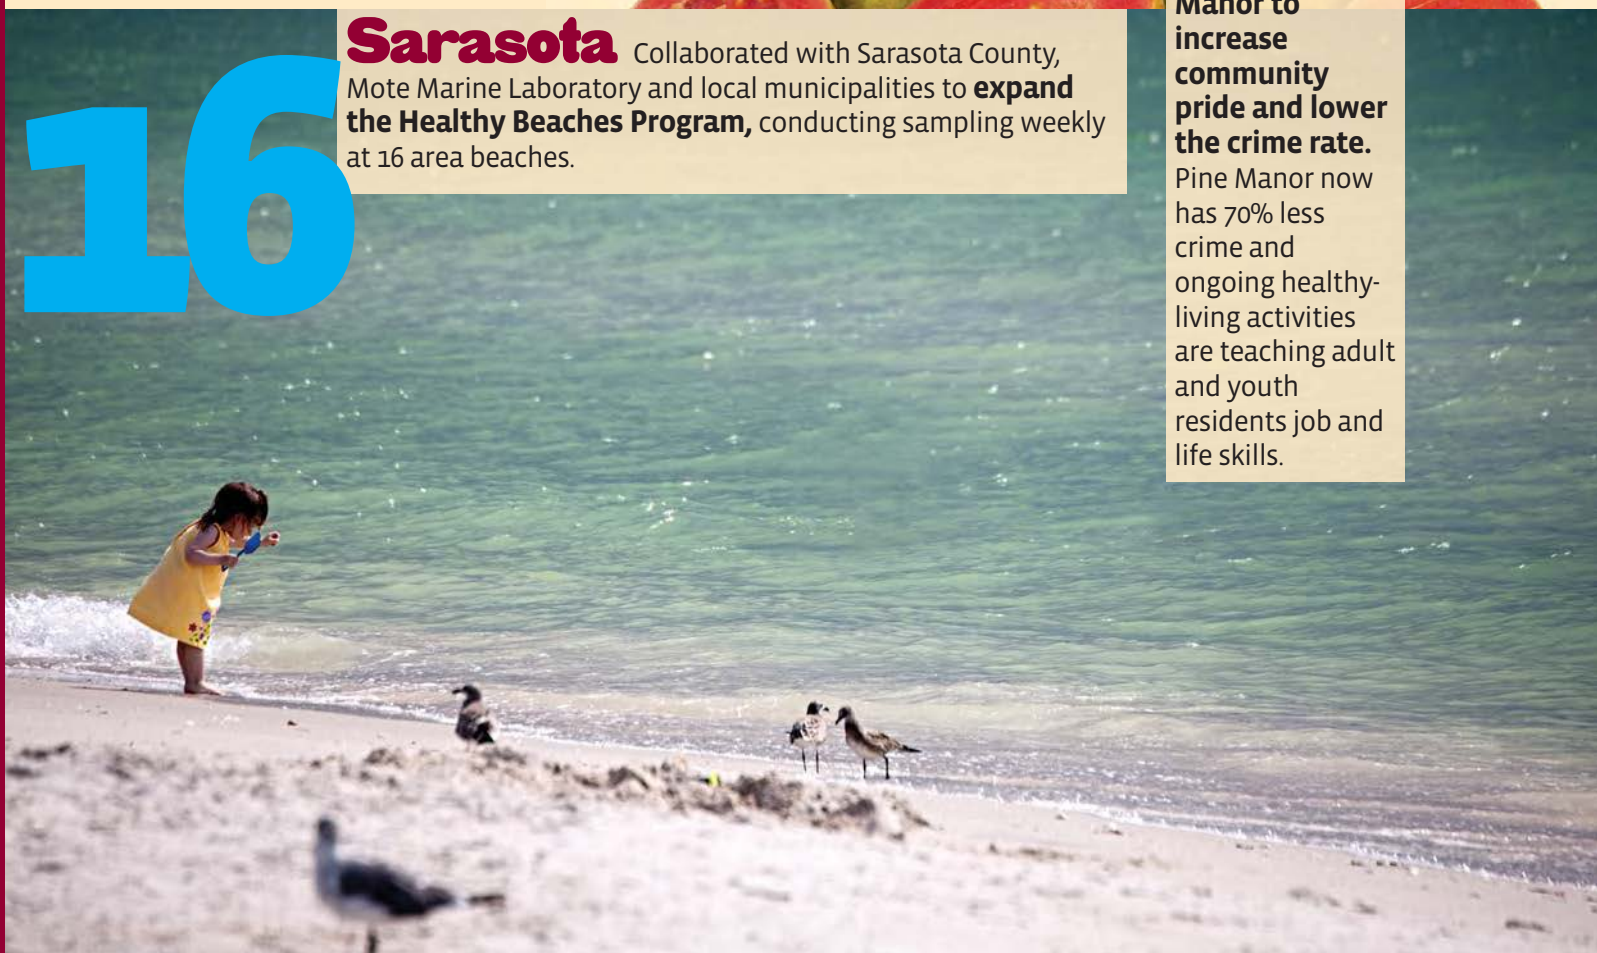 16
Sarasota Collaborated with Sarasota County,
Mote Marine Laboratory and local municipalities to expand
the Healthy Beaches Program, conducting sampling weekly
at 16 area beaches.
Manor to
increase
community
pride and lower
the crime rate.
Pine Manor now
has 70% less
crime and
ongoing healthy-
living activities
are teaching adult
and youth
residents job and
life skills.